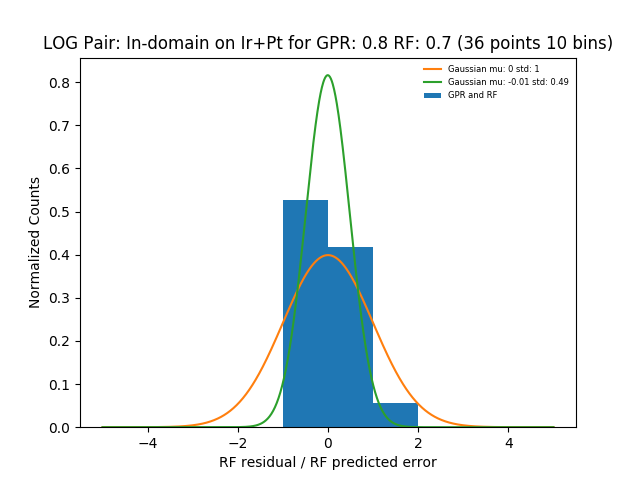 LOG Pair: In-domain on Ir+Pt for GPR: 0.8 RF: 0.7 (36 points 10 bins)
Gaussian mu: 0 std: 1
Gaussian mu: -0.01 std: 0.49
GPR and RF
Normalized Counts
0.8
0.7
0.6
0.5
0.4
0.3
0.2
0.1
0.0
−4 −2 0 2 4
RF residual / RF predicted error